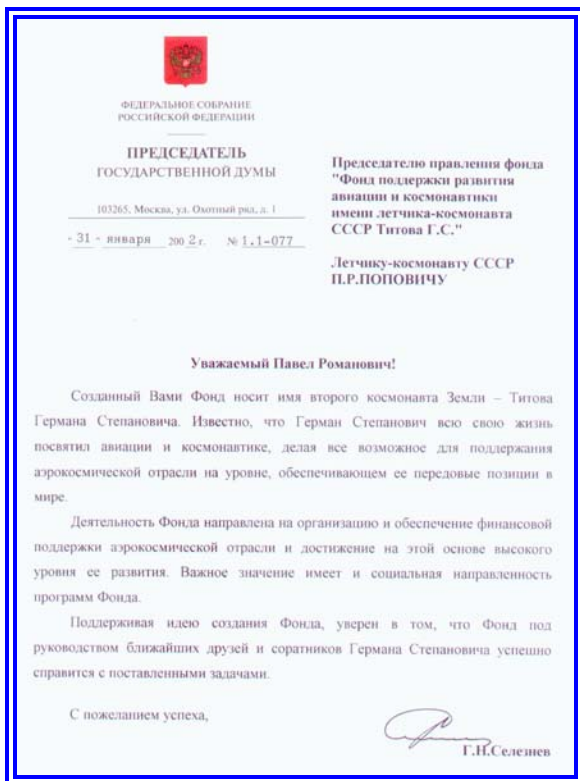 ФЕДЕРАЛЬНОЕ СОБРАНИЕ
РОССИЙСКОЙ ФЕДЕРАЦИИ
ПРЕДСЕДАТЕЛЬ
ГОСУДАРСТВЕННОЙ ДУМЫ
103265, Москва, ул. Охотный ряд, д. 1
- 31 - января 2002 г. № 1.1-077
Председателю правления фонда
"Фонд поддержки развития
авиации и космонавтики
имени летчика-космонавта
СССР Титова Г.С."
Летчику-космонавту СССР
П.Р.ПОПОВИЧУ
Уважаемый Павел Романович!
Созданный Вами Фонд носит имя второго космонавта Земли – Титова
Германа Степановича. Известно, что Герман Степанович всю свою жизнь
посвятил авиации и космонавтике, делая все возможное для поддержания
аэрокосмической отрасли на уровне, обеспечивающем ее передовые позиции в
мире.
Деятельность Фонда направлена на организацию и обеспечение финансовой
поддержки аэрокосмической отрасли и достижение на этой основе высокого
уровня ее развития. Важное значение имеет и социальная направленность
программ Фонда.
Поддерживая идею создания Фонда, уверен в том, что Фонд под
руководством ближайших друзей и соратников Германа Степановича успешно
справится с поставленными задачами.
С пожеланием успеха,
Г.Н.Селезнев